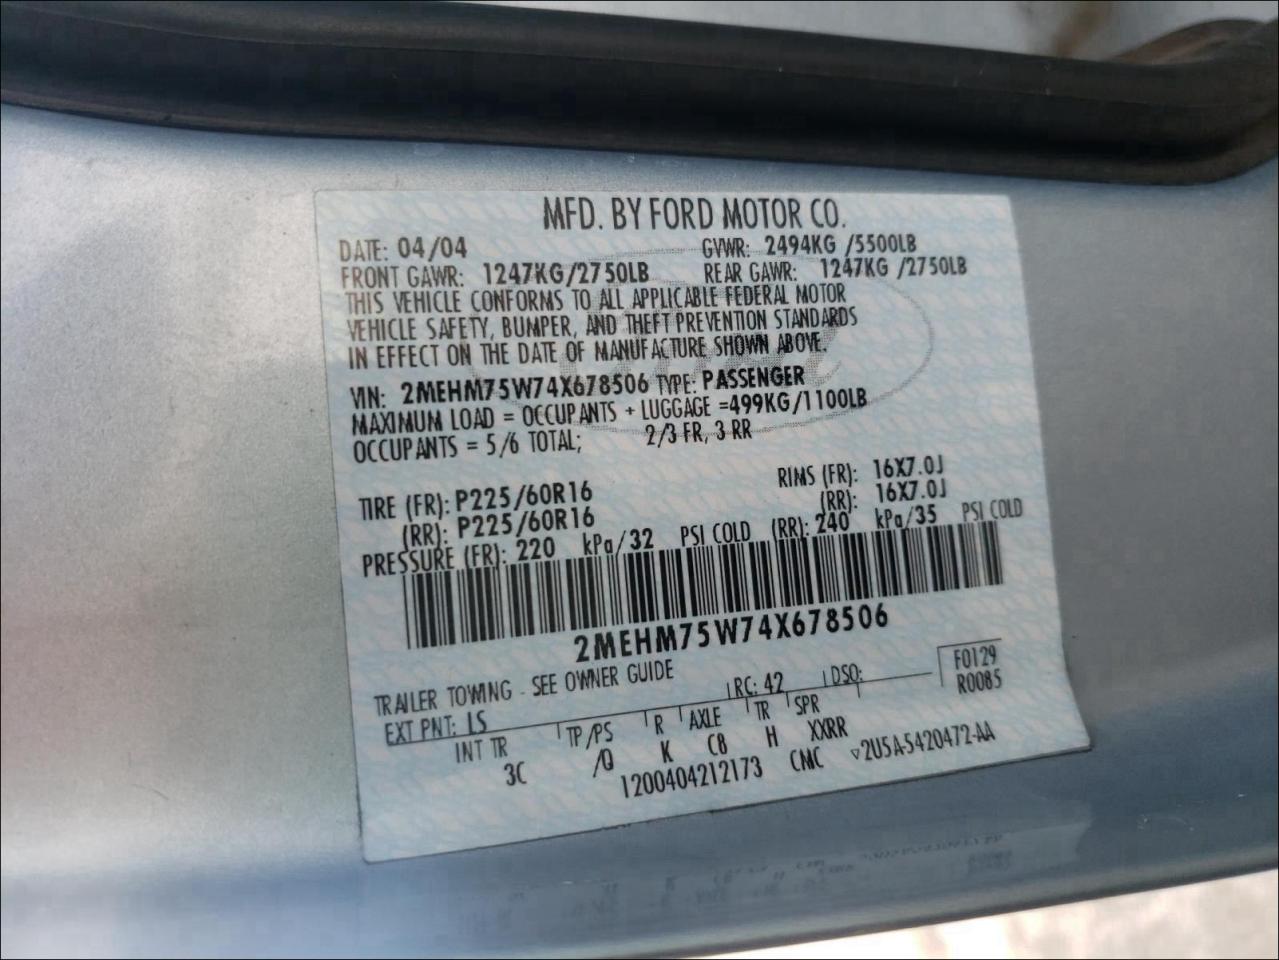 MFD. BY FORD MOTOR CO.
DATE: 04/04 GVWR: 2494KG /5500LB
FRONT GAWR: 1247KG/2750LB REAR GAWR: 1247KG /2750LB
THIS VEHICLE CONFORMS TO ALL APPLICABLE FEDERAL MOTOR
VEHICLE SAFETY, BUMPER, AND THEFT PREVENTION STANDARDS
IN EFFECT ON THE DATE OF MANUFACTURE SHOWN ABOVE.
VIN: 2MEHM75W74X678506 TYPE: PASSENGER
MAXIMUM LOAD = OCCUPANTS + LUGGAGE =499KG/1100LB
OCCUPANTS = 5/6 TOTAL; 2/3 FR, 3 RR
TIRE (FR): P225/60R16 RIMS (FR): 16X7.0J
(RR): P225/60R16 (RR): 16X7.0J
PRESSURE (FR): 220 kPa/32 PSI COLD (RR): 240 kPa/35 PSI COLD
2MEHM75W74X678506
TRAILER TOWING - SEE OWNER GUIDE
F0129
EXT PNT: LS RC: 42 DSO: R0085
INT TR TP/PS R AXLE TR SPR
3C /Q K C8 H XXRR
1200404212173 CMC ▽2U5A-5420472-AA